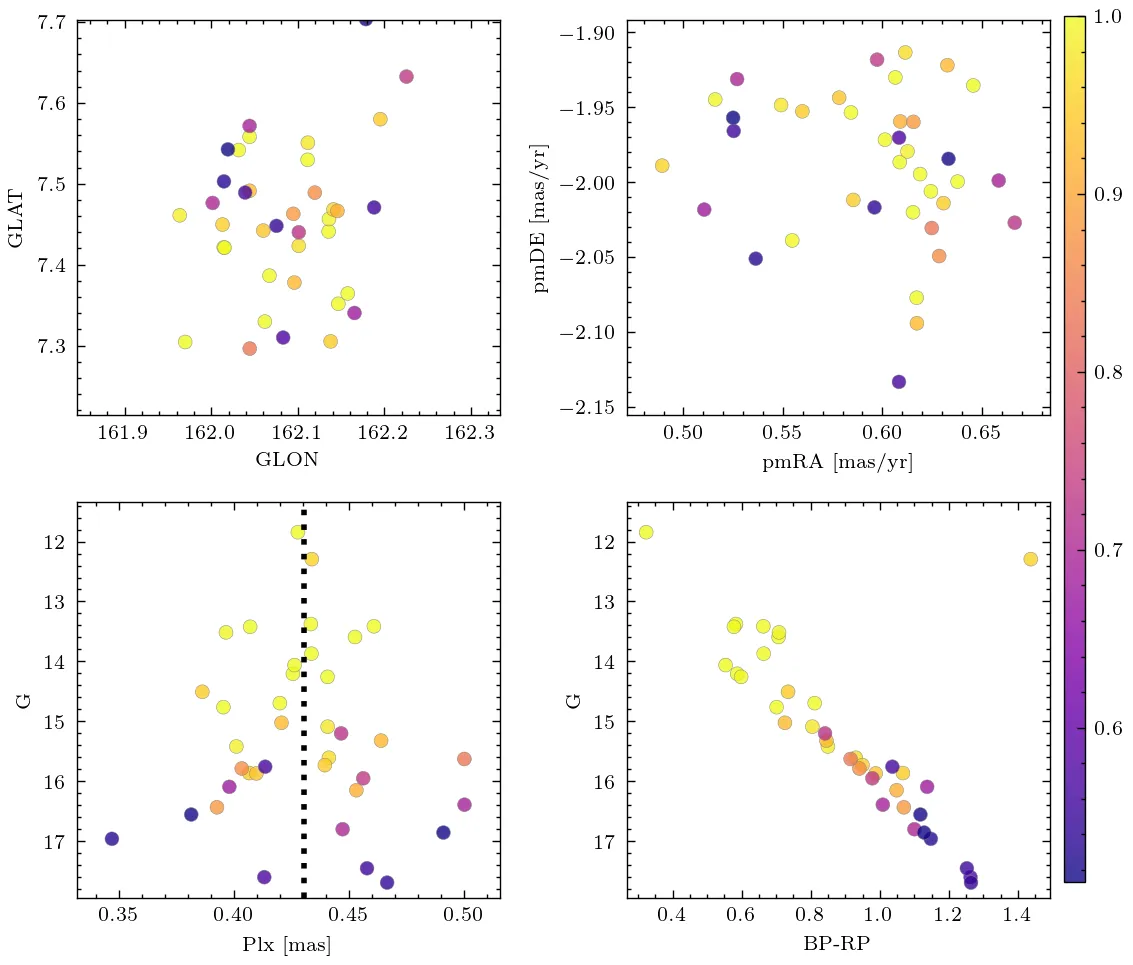 7.7
7.6
7.5
7.4
7.3
GLAT
161.9 162.0 162.1 162.2 162.3
GLON
−1.90
−1.95
−2.00
−2.05
−2.10
−2.15
pmDE [mas/yr]
0.50 0.55 0.60 0.65
pmRA [mas/yr]
12
13
14
15
16
17
G
0.35 0.40 0.45 0.50
Plx [mas]
12
13
14
15
16
17
G
0.4 0.6 0.8 1.0 1.2 1.4
BP-RP
1.0
0.9
0.8
0.7
0.6